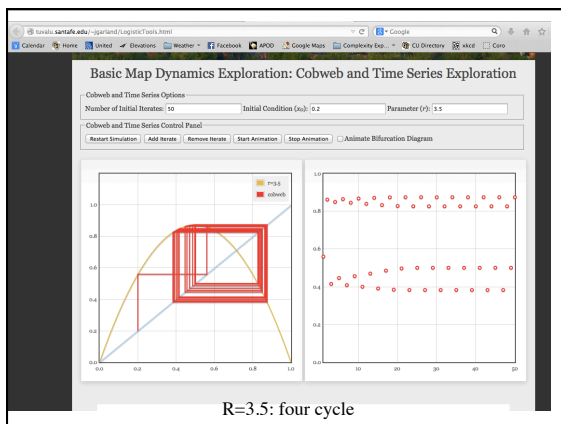 tuvalu.santafe.edu/~jgarland/LogisticTools.html
Google
Calendar Home United Elevations Weather Facebook APOD Google Maps Complexity Exp... CU Directory xkcd Coro
Basic Map Dynamics Exploration: Cobweb and Time Series Exploration
Cobweb and Time Series Options
Number of Initial Iterates: 50 Initial Condition (x₀): 0.2 Parameter (r): 3.5
Cobweb and Time Series Control Panel
Restart Simulation Add Iterate Remove Iterate Start Animation Stop Animation Animate Bifurcation Diagram
r=3.5
cobweb
1.0
0.8
0.6
0.4
0.2
0.0
0.0 0.2 0.4 0.6 0.8 1.0
1.0
0.8
0.6
0.4
0.2
0.0
10 20 30 40 50
R=3.5: four cycle